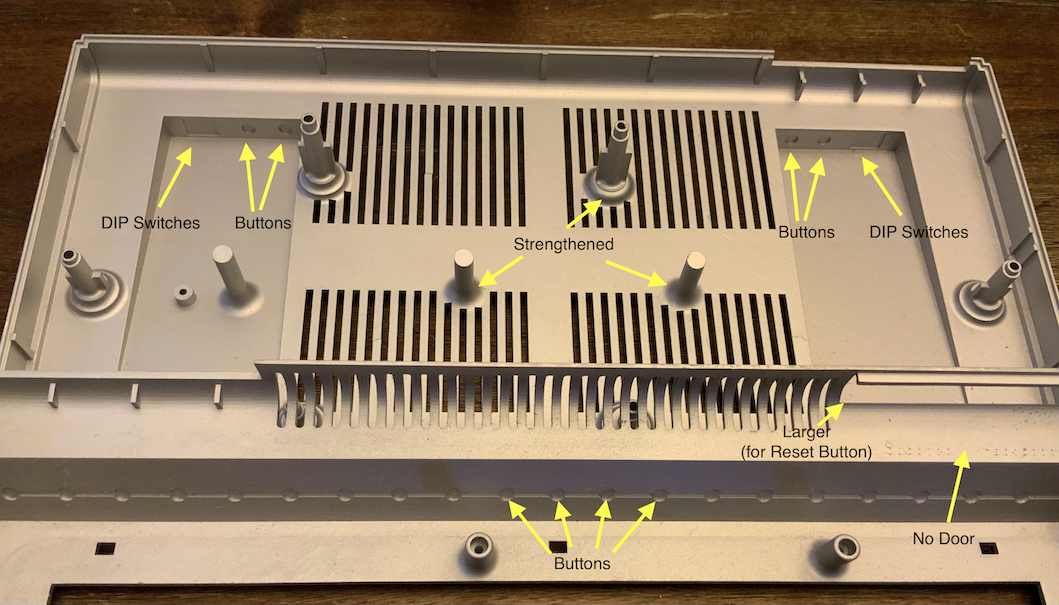 DIP Switches
Buttons
Buttons
DIP Switches
Strengthened
Larger
(for Reset Button)
No Door
Buttons